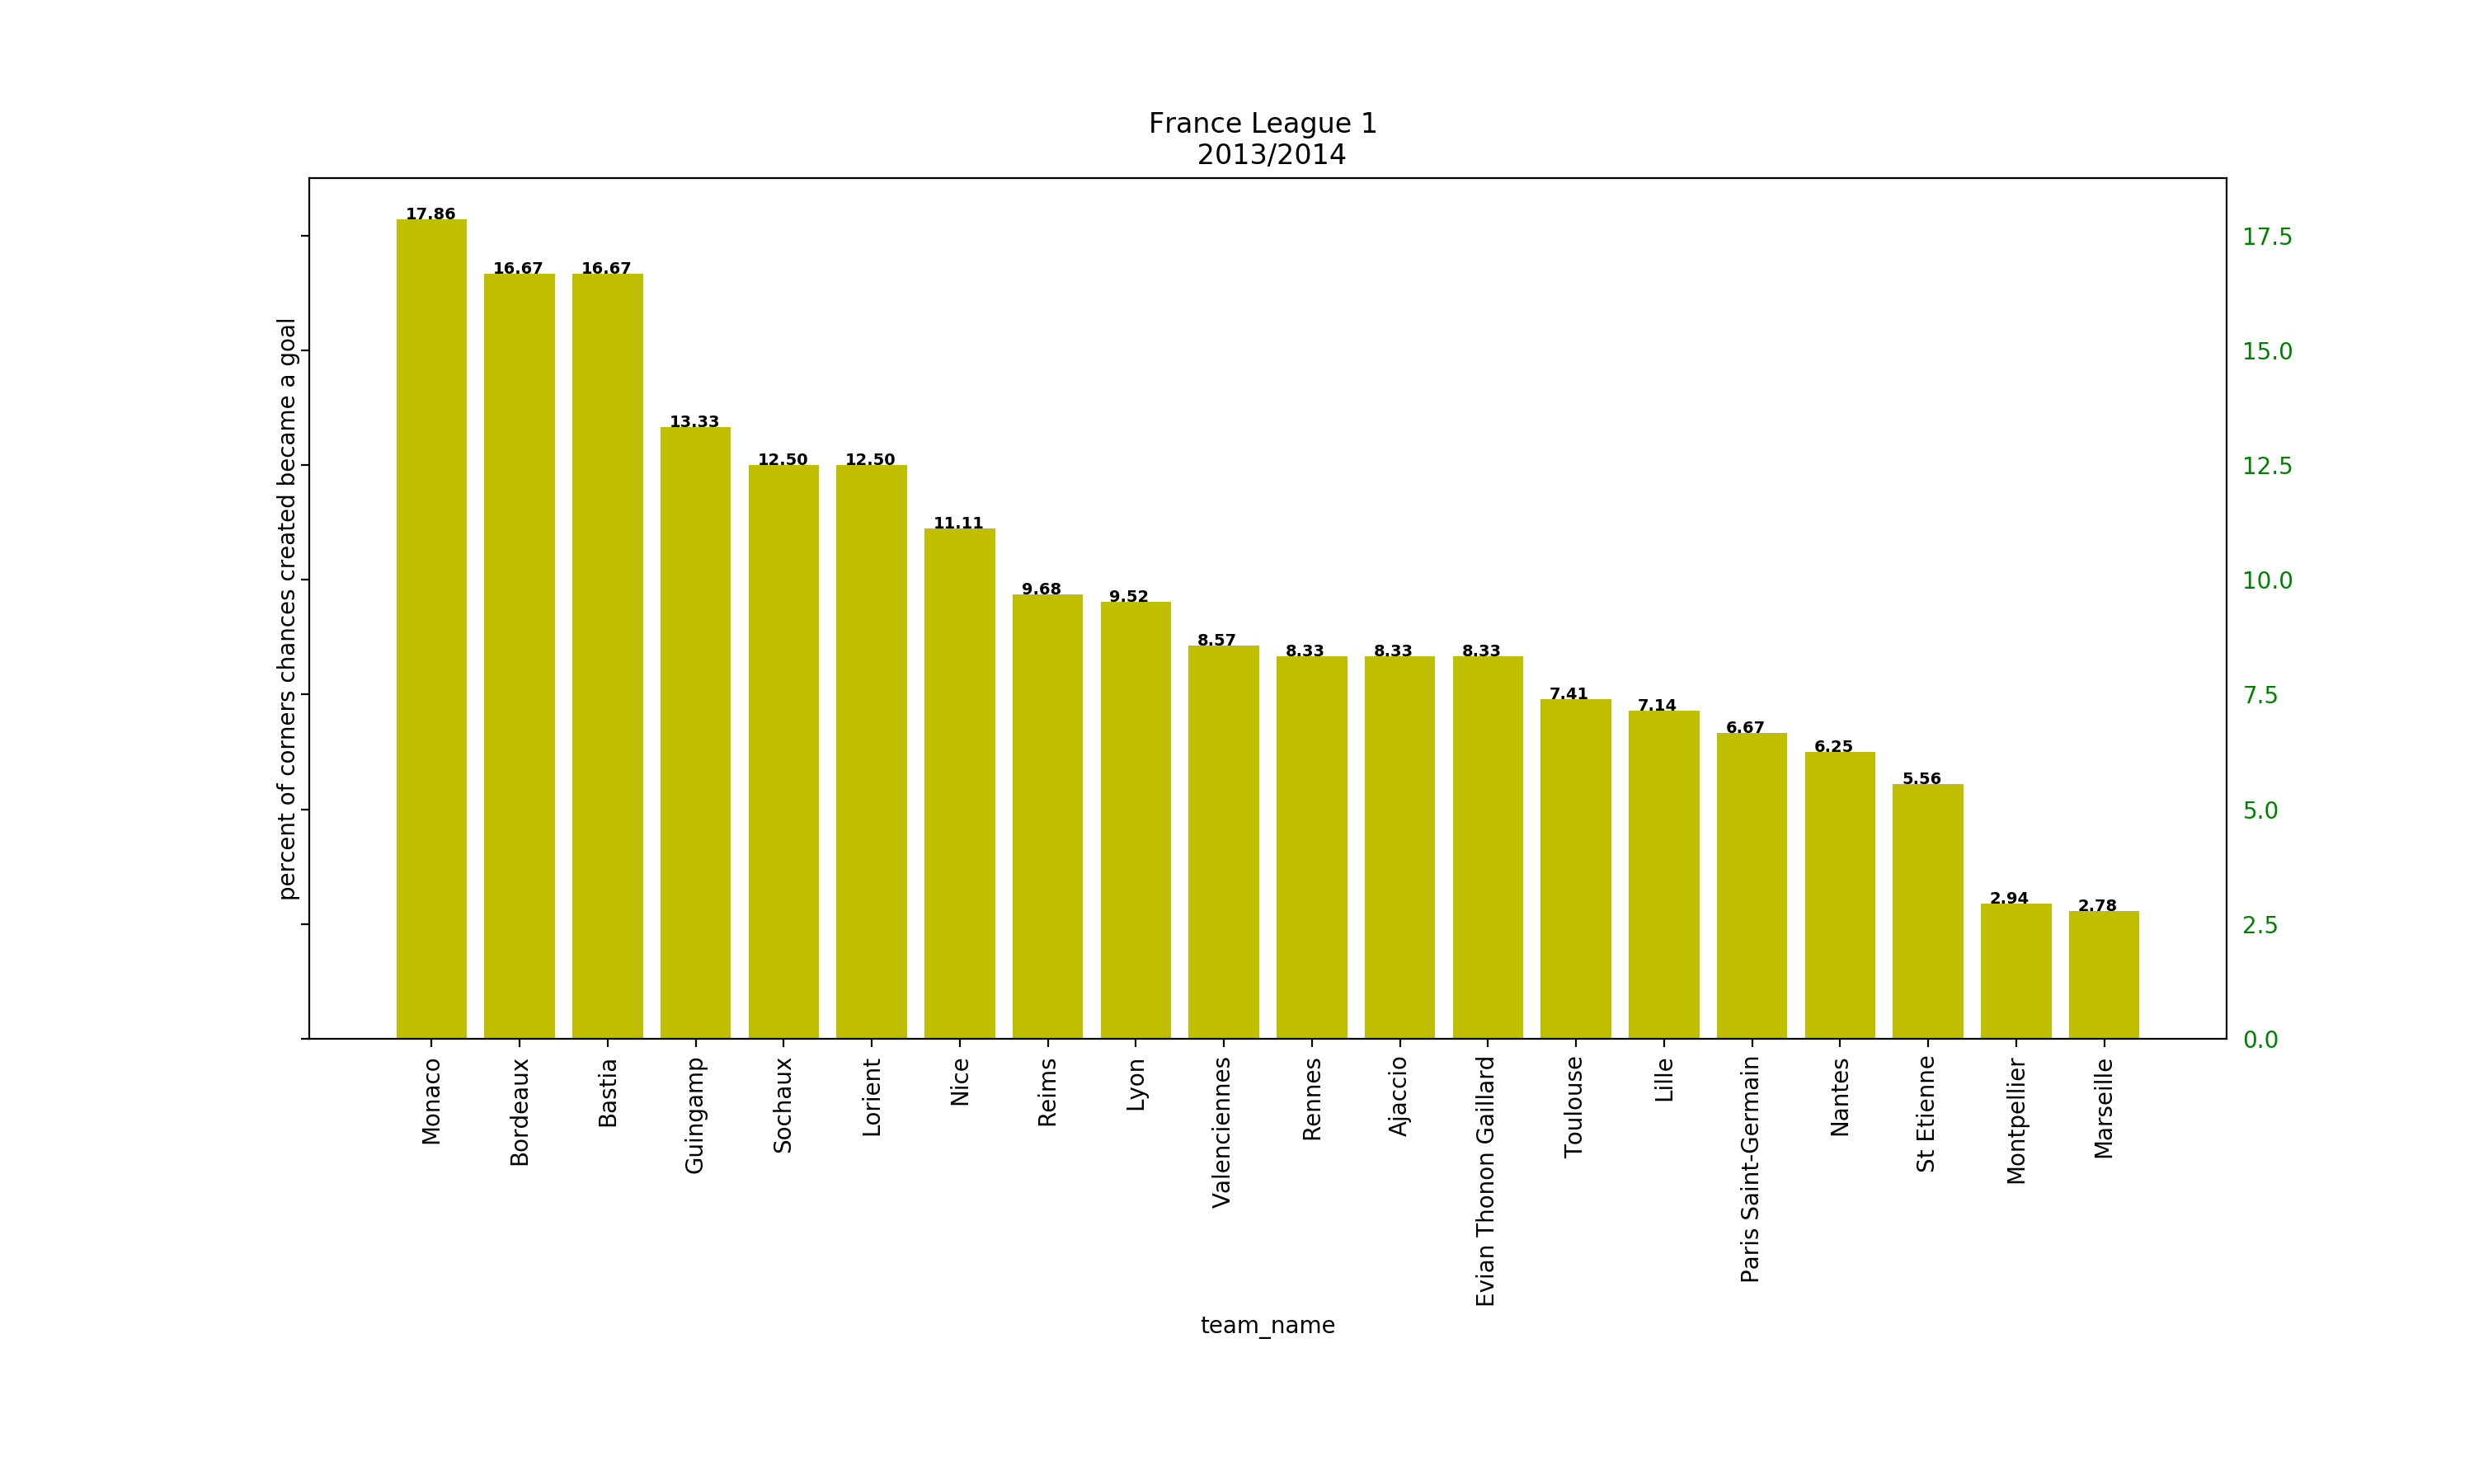 France League 1
2013/2014
percent of corners chances created became a goal
17.86
16.67
16.67
13.33
12.50
12.50
11.11
9.68
9.52
8.57
8.33
8.33
8.33
7.41
7.14
6.67
6.25
5.56
2.94
2.78
17.5
15.0
12.5
10.0
7.5
5.0
2.5
0.0
Monaco
Bordeaux
Bastia
Guingamp
Sochaux
Lorient
Nice
Reims
Lyon
Valenciennes
Rennes
Ajaccio
Evian Thonon Gaillard
Toulouse
Lille
Paris Saint-Germain
Nantes
St Etienne
Montpellier
Marseille
team_name